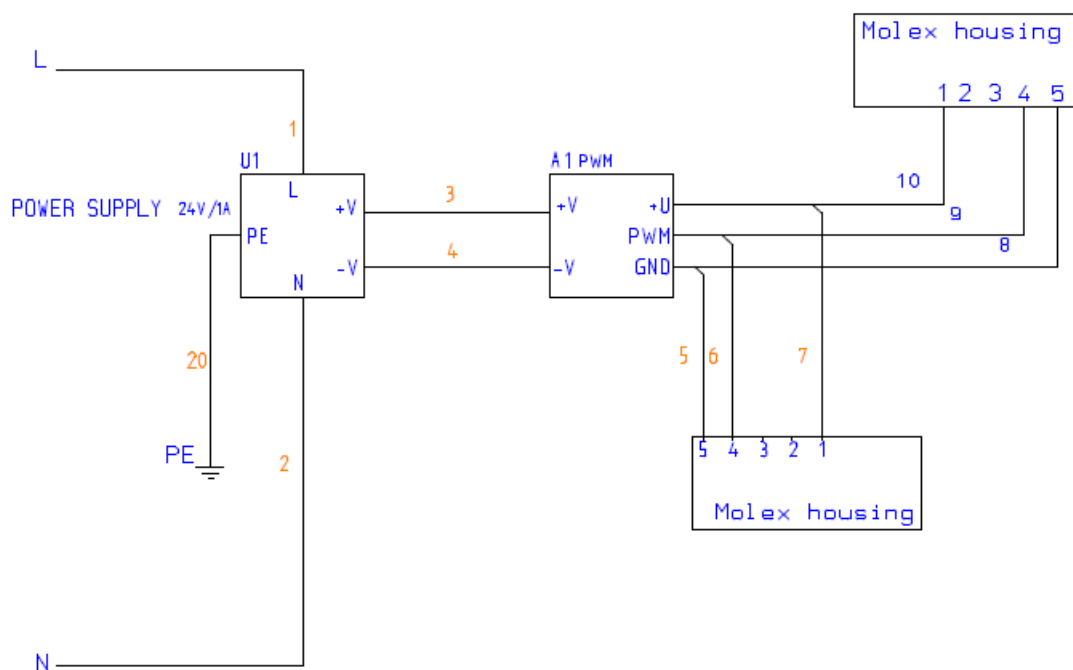 Molex housing
1 2 3 4 5
L
1
U1
A1 PWM
POWER SUPPLY 24V/1A
L
+V
PE
-V
N
3
4
+V
-V
+U
PWM
GND
10
9
8
20
PE
2
5 6 7
5 4 3 2 1
Molex housing
N